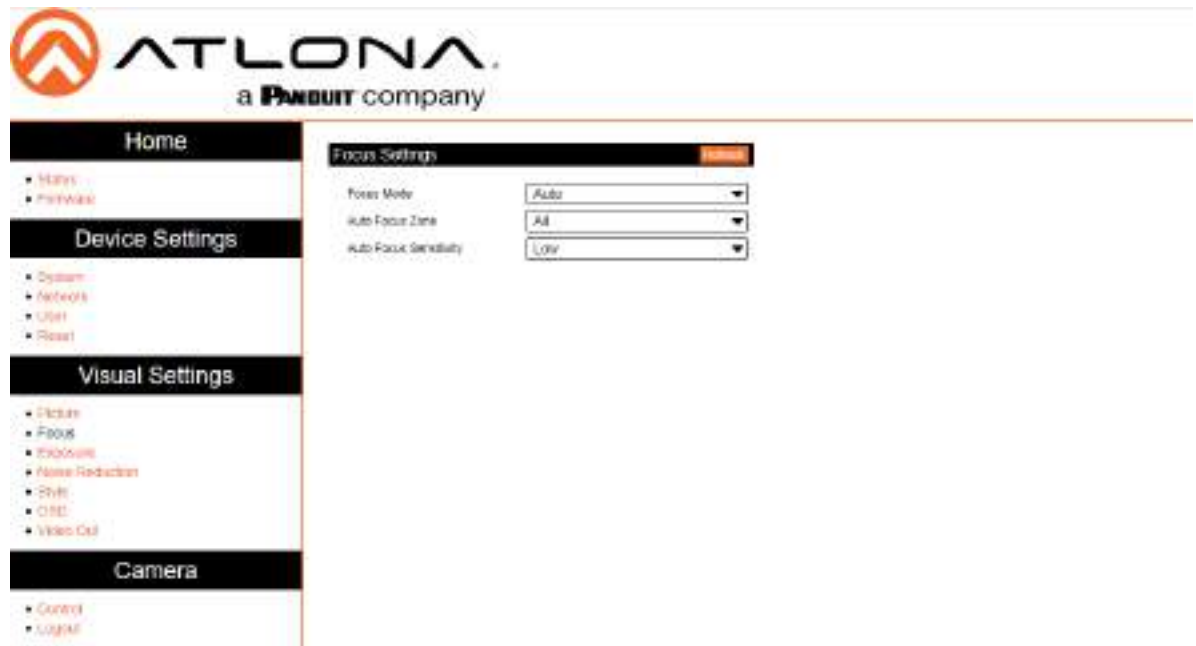 ATLONA.
a PANDUIT company
Home
Status
Firmware
Device Settings
System
Network
User
Reset
Visual Settings
Picture
Focus
Exposure
Noise Reduction
Style
OSD
Video Out
Camera
Control
Logout
Focus Settings
Refresh
Focus Mode
Auto
Auto Focus Zone
All
Auto Focus Sensitivity
Low